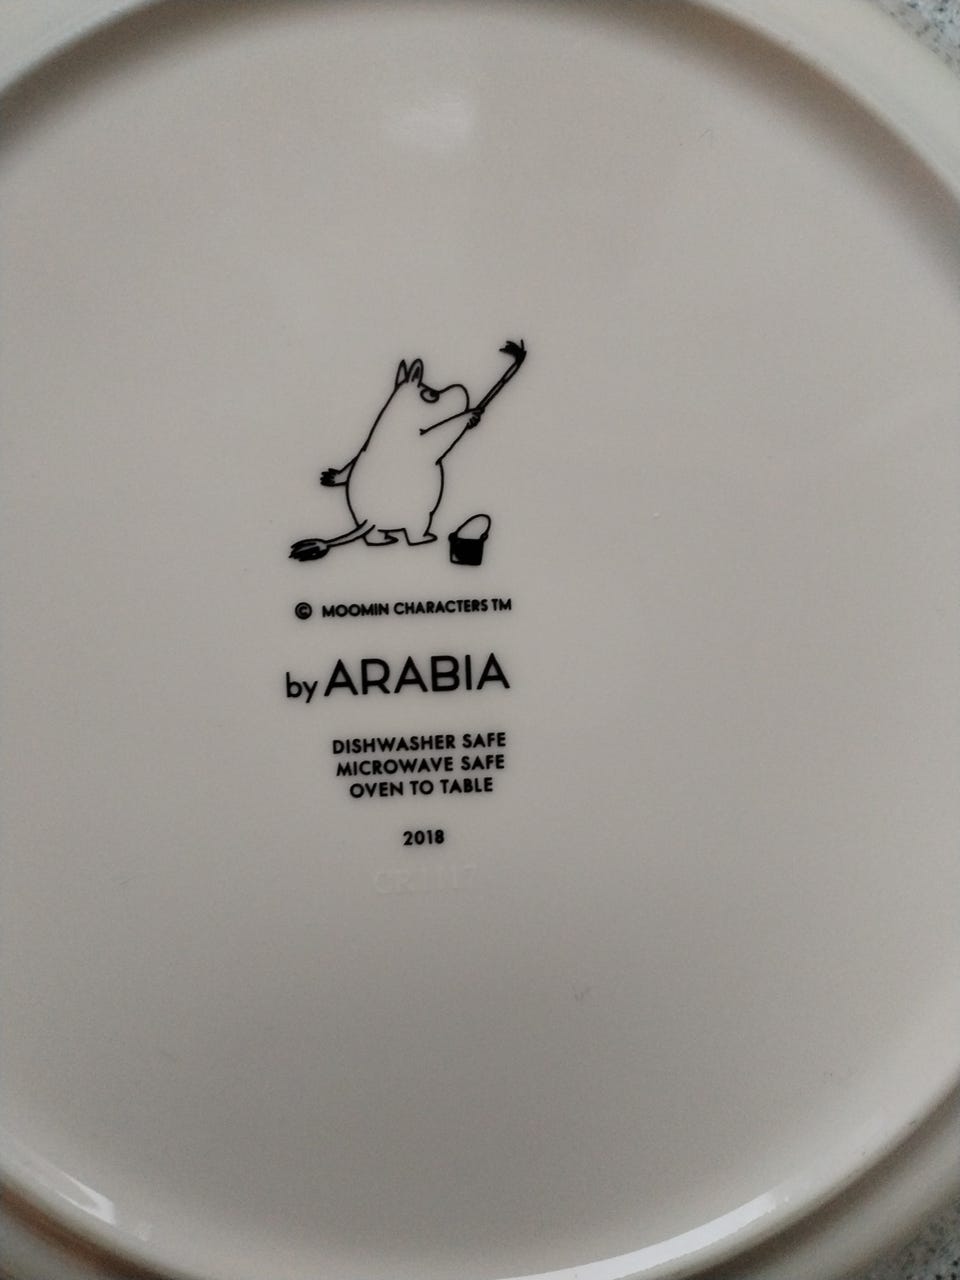 © MOOMIN CHARACTERS TM
by ARABIA
DISHWASHER SAFE
MICROWAVE SAFE
OVEN TO TABLE
2018